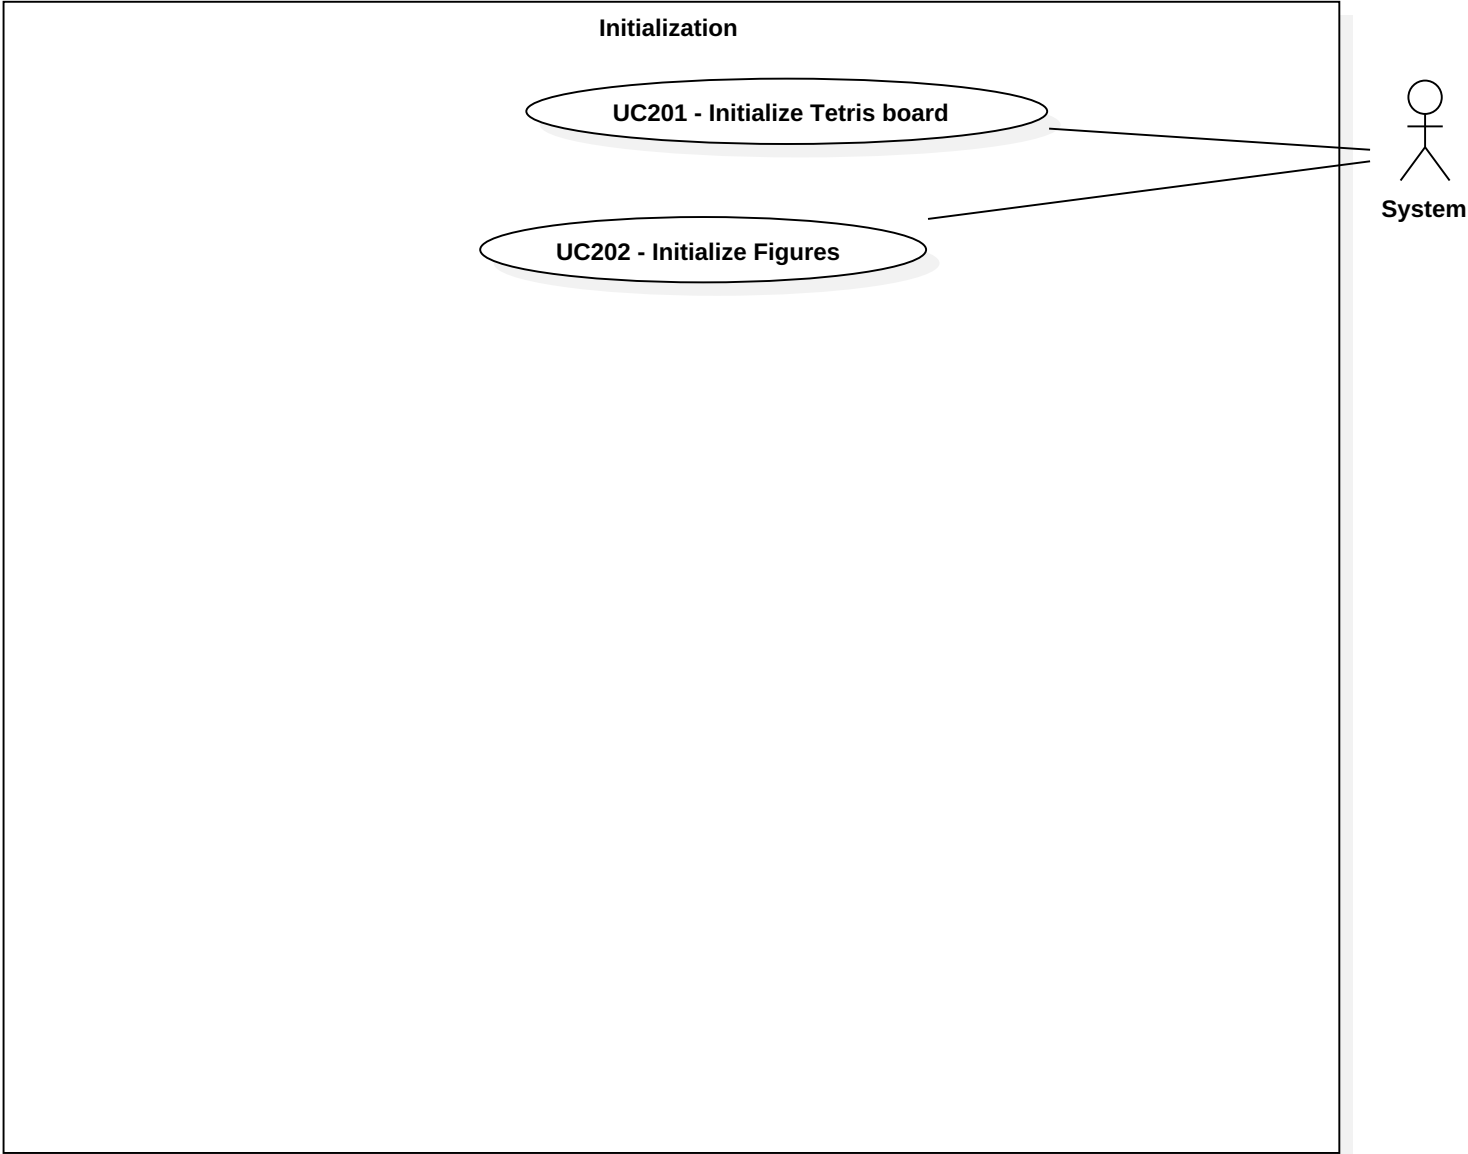 Initialization
UC201 - Initialize Tetris board
UC202 - Initialize Figures
System